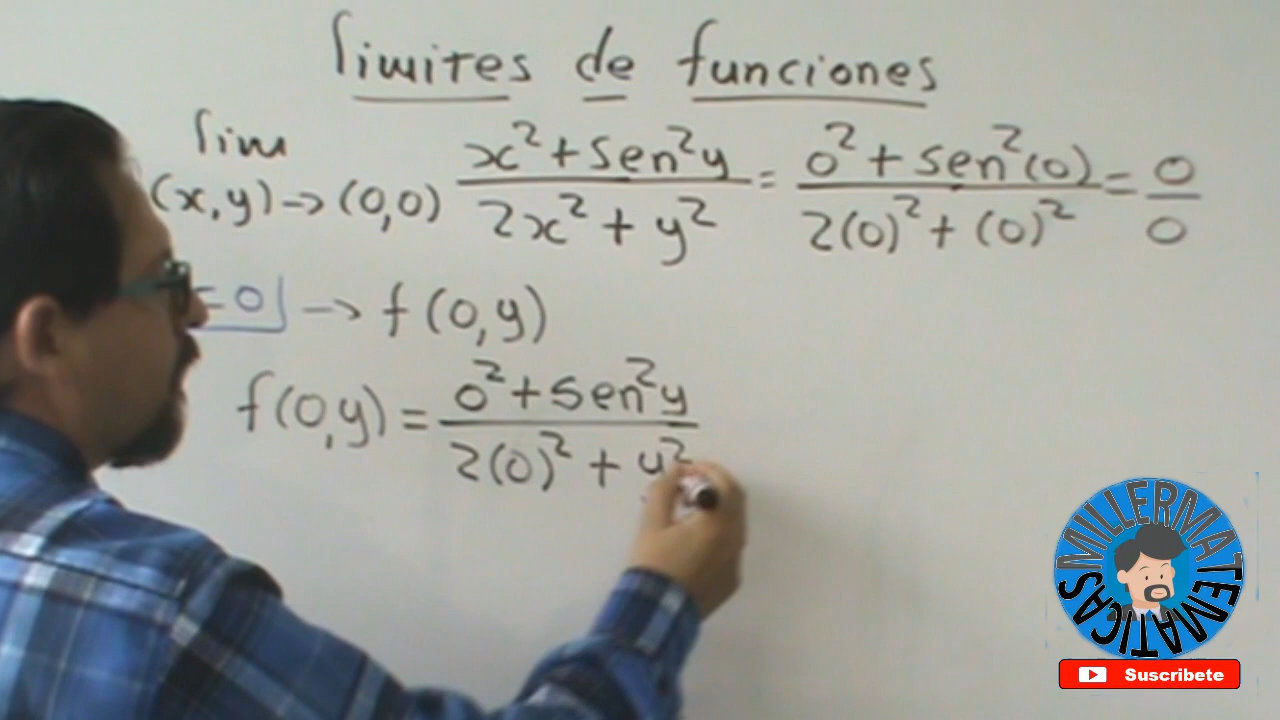 límites de funciones
lim x² + sen²y = 0² + sen²(0) = 0
(x,y) → (0,0) 2x² + y² 2(0)² + (0)² 0
= 0 → f(0,y)
f(0,y) = 0² + sen²y
2(0)² + y²
MILLERMATEMATICAS
Suscribete